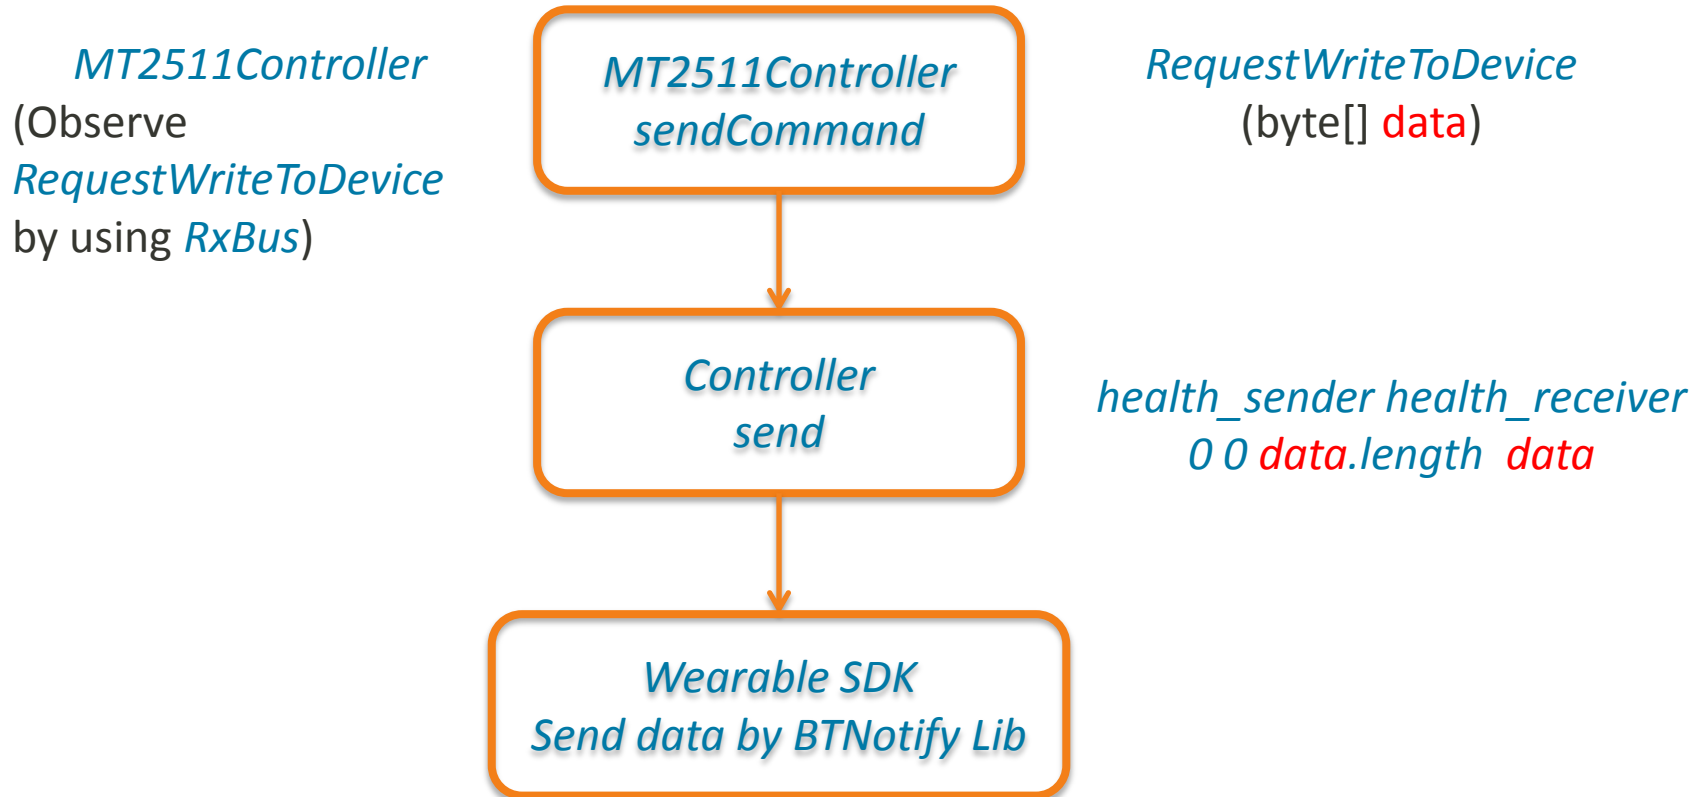 MT2511Controller
(Observe
RequestWriteToDevice
by using RxBus)
MT2511Controller
sendCommand
RequestWriteToDevice
(byte[] data)
Controller
send
health_sender health_receiver
0 0 data.length data
Wearable SDK
Send data by BTNotify Lib